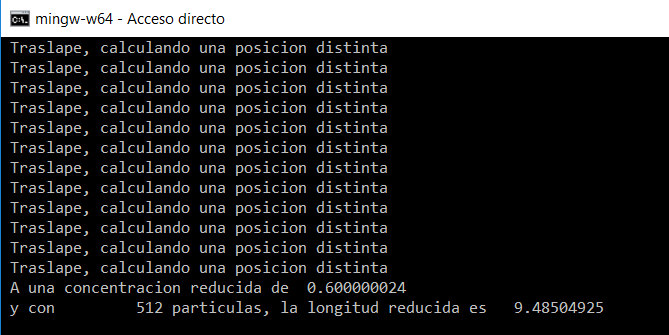 mingw-w64 - Acceso directo
Traslape, calculando una posicion distinta
Traslape, calculando una posicion distinta
Traslape, calculando una posicion distinta
Traslape, calculando una posicion distinta
Traslape, calculando una posicion distinta
Traslape, calculando una posicion distinta
Traslape, calculando una posicion distinta
Traslape, calculando una posicion distinta
Traslape, calculando una posicion distinta
Traslape, calculando una posicion distinta
Traslape, calculando una posicion distinta
Traslape, calculando una posicion distinta
A una concentracion reducida de  0.600000024
y con         512 particulas, la longitud reducida es   9.48504925